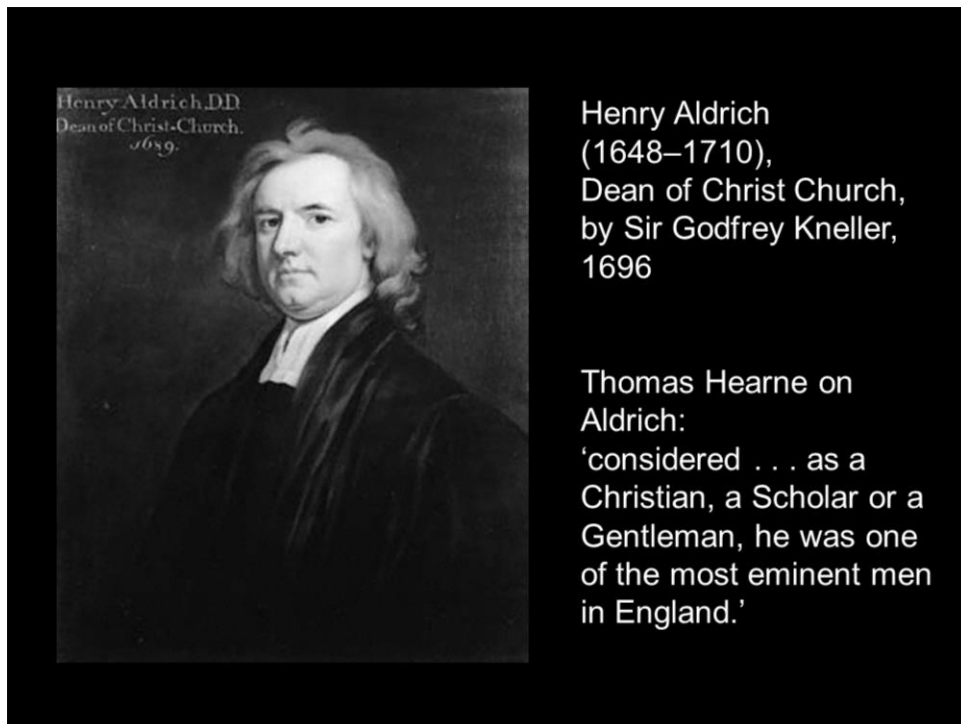 Henry Aldrich D.D.
Dean of Christ-Church.
1689.
Henry Aldrich
(1648–1710),
Dean of Christ Church,
by Sir Godfrey Kneller,
1696
Thomas Hearne on
Aldrich:
‘considered . . . as a
Christian, a Scholar or a
Gentleman, he was one
of the most eminent men
in England.’